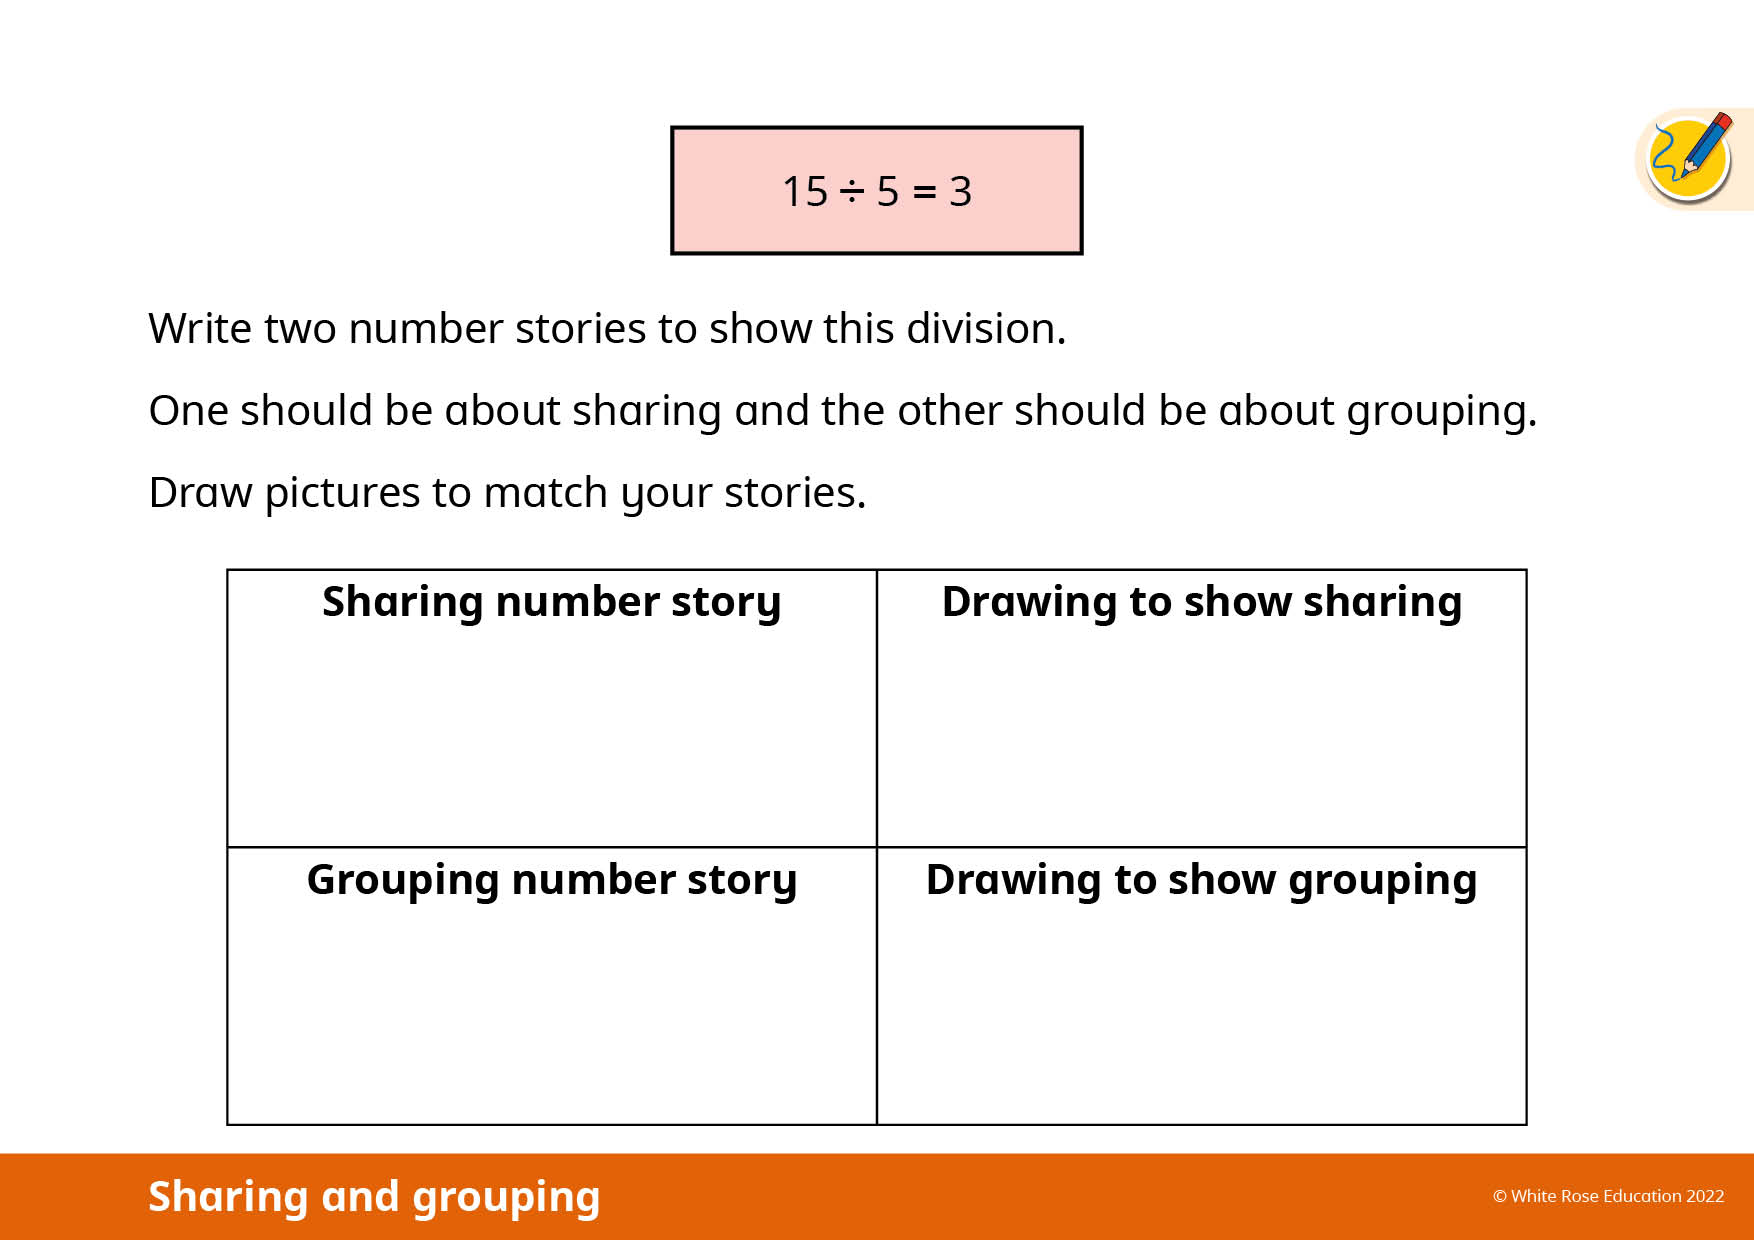 15 ÷ 5 = 3
Write two number stories to show this division.
One should be about sharing and the other should be about grouping.
Draw pictures to match your stories.
Sharing number story
Drawing to show sharing
Grouping number story
Drawing to show grouping
Sharing and grouping
© White Rose Education 2022